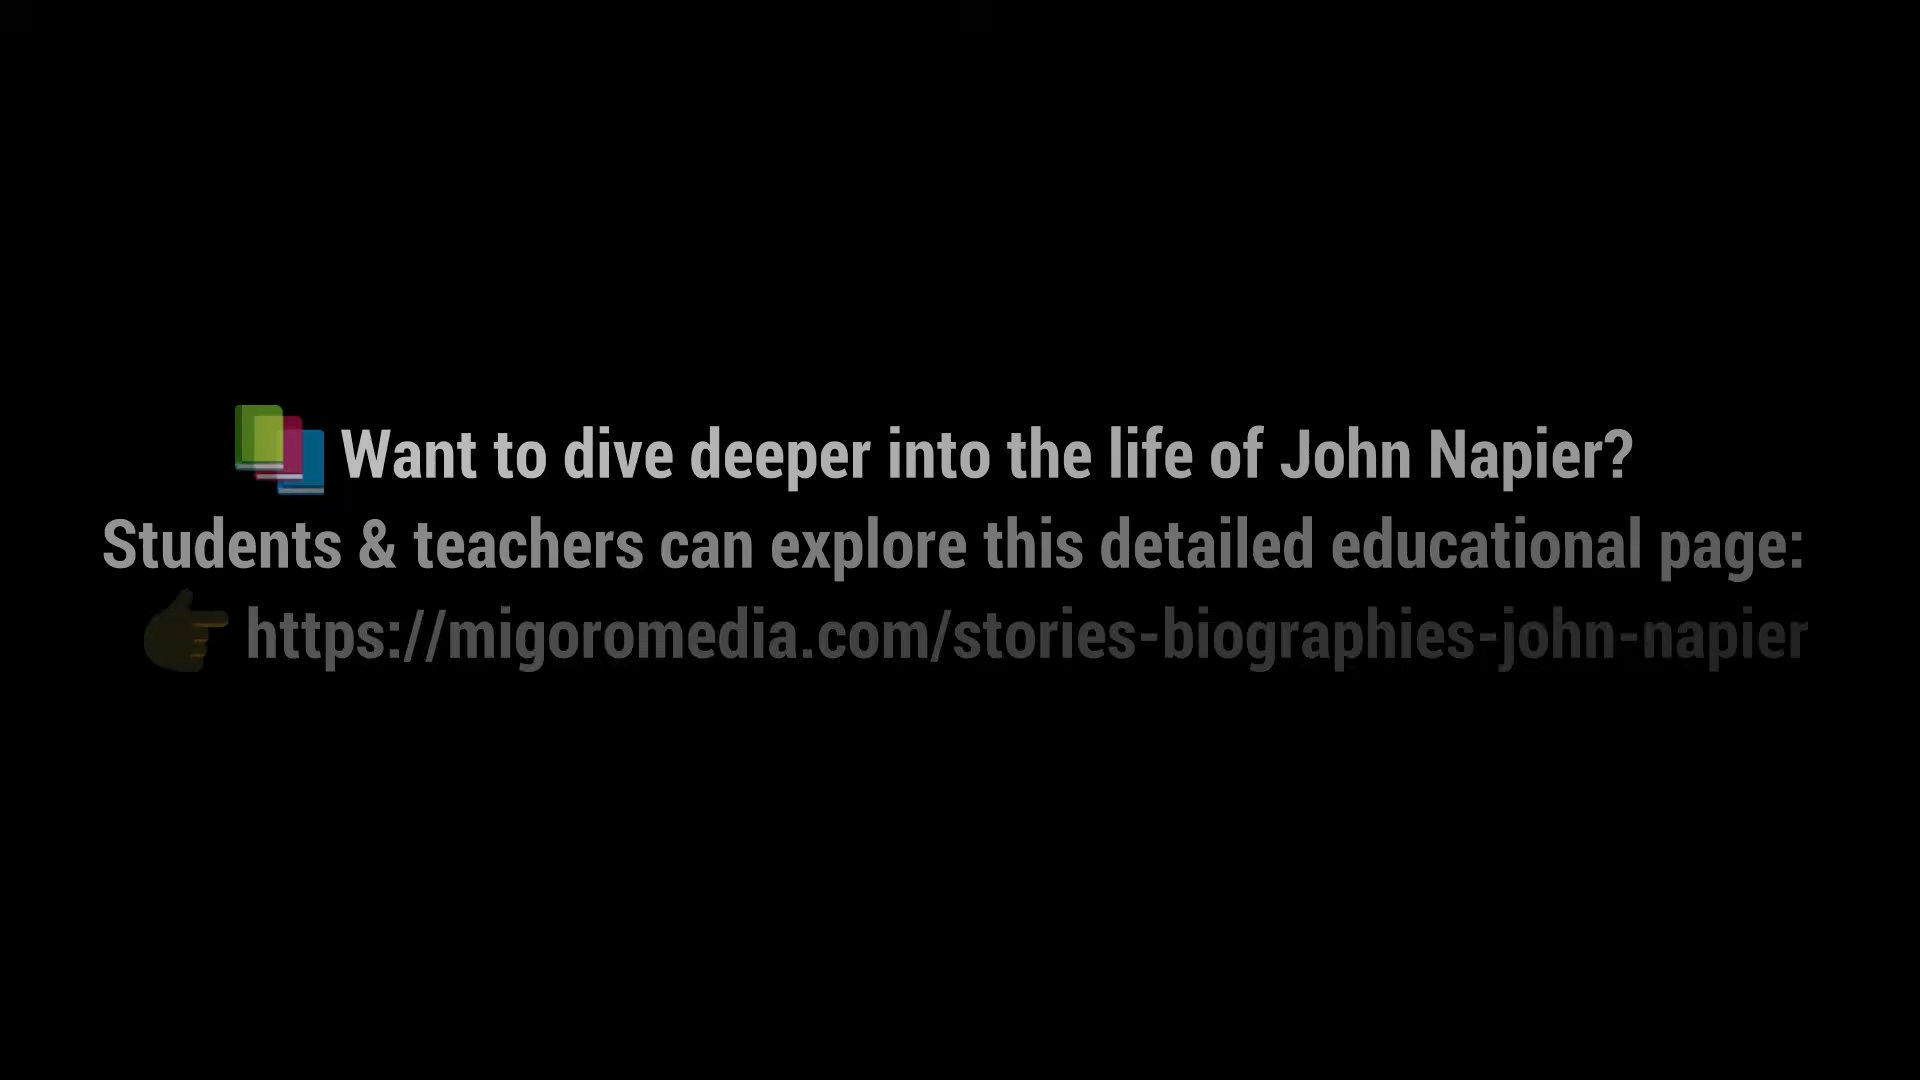 📚 Want to dive deeper into the life of John Napier?
Students & teachers can explore this detailed educational page:
👉 https://migoromedia.com/stories-biographies-john-napier